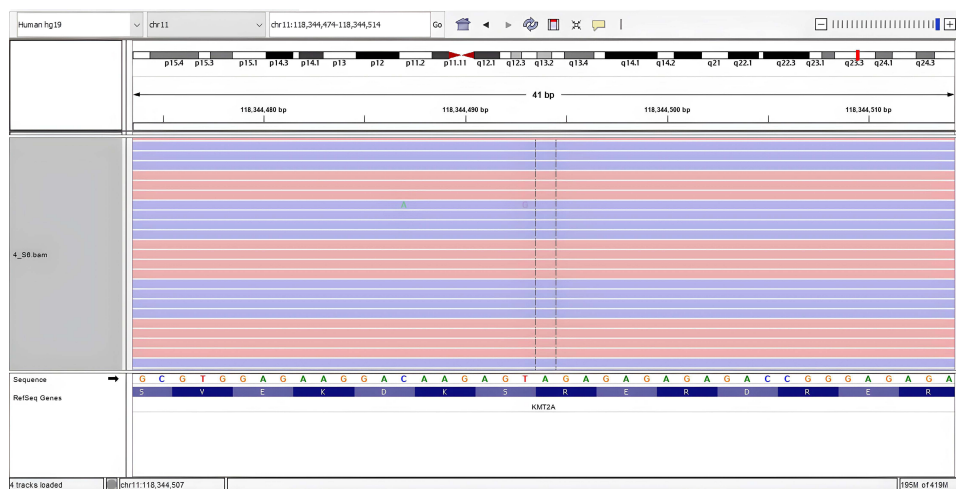 Human hg19 chr11 chr11:118,344,474-118,344,514 Go
p15.4 p15.3 p15.1 p14.3 p14.1 p13 p12 p11.2 p11.11 q12.1 q12.3 q13.2 q13.4 q14.1 q14.2 q21 q22.1 q22.3 q23.1 q23.3 q24.1 q24.3
41 bp
118,344,480 bp 118,344,490 bp 118,344,500 bp 118,344,510 bp
A G
4_S6.bam
Sequence G C G T G G A G A A G G A C A A G A G T A G A G A G A G A G A C C G G G A G A G A
RefSeq Genes S V E K D K S R E R D R E R
KMT2A
4 tracks loaded chr11:118,344,507 195M of 419M